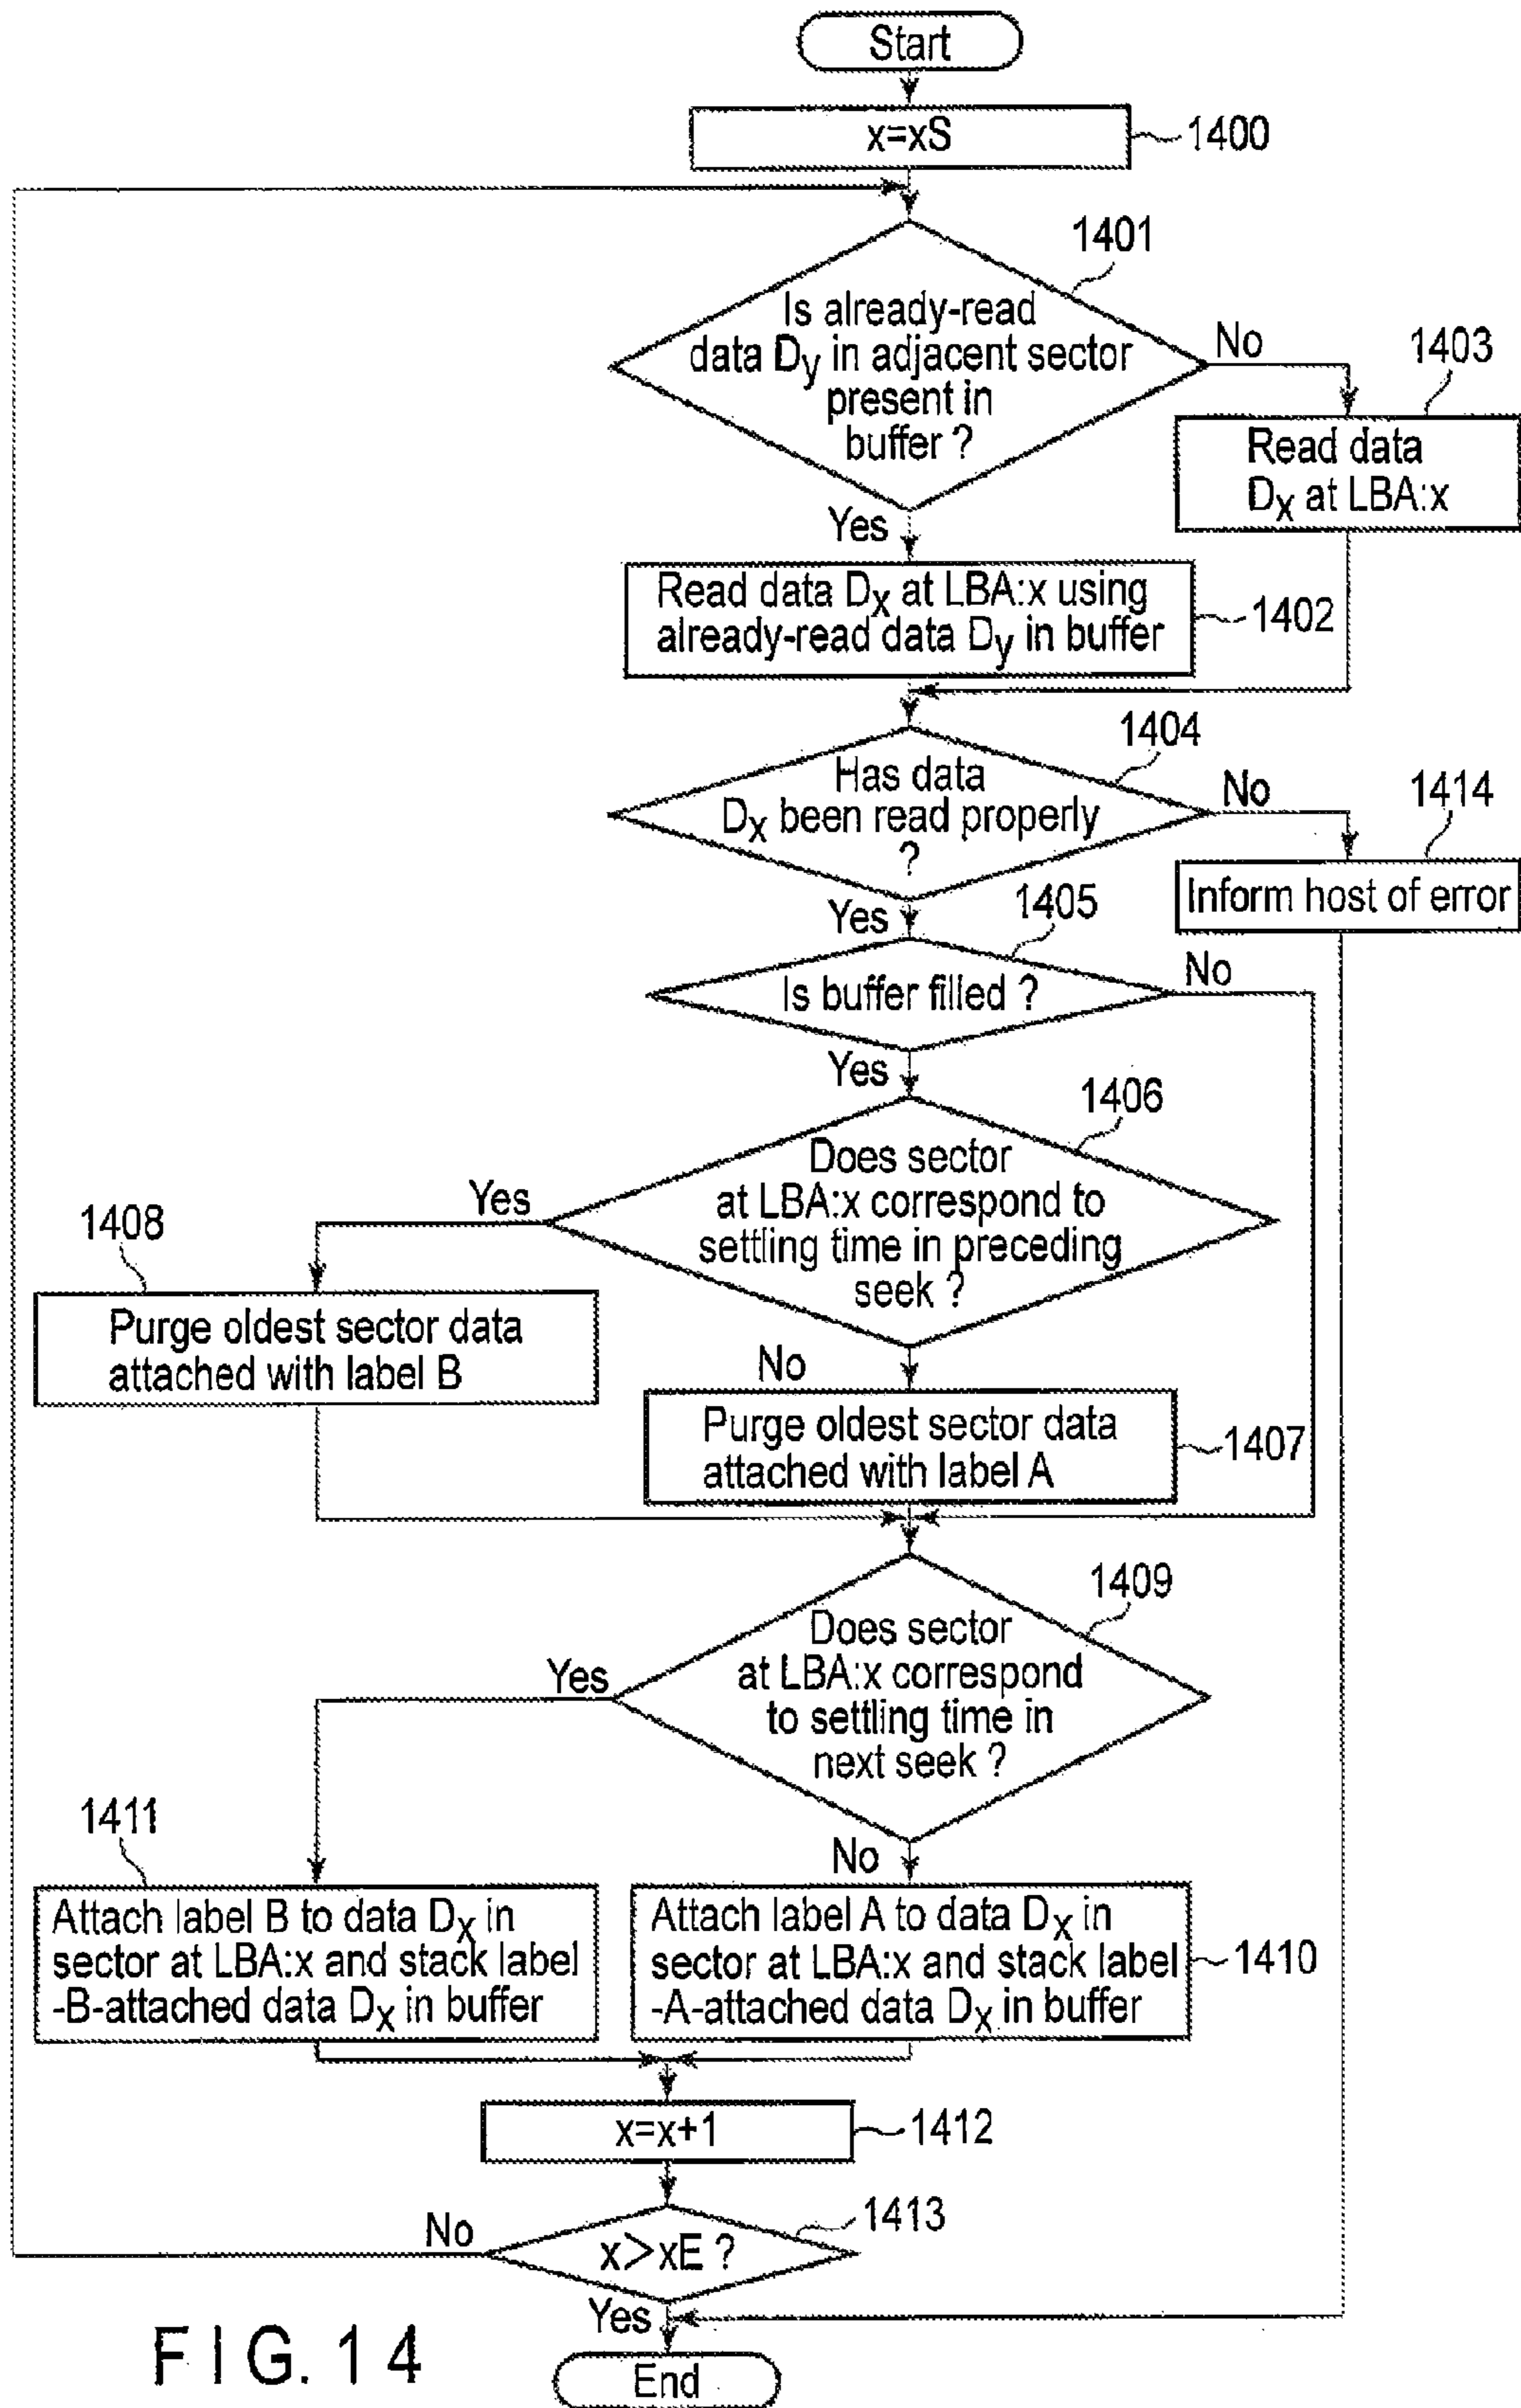 Start
x=xS
1400
1401
Is already-read
data Dy in adjacent sector
present in
buffer ?
No
1403
Read data
Dx at LBA:x
Yes
Read data Dx at LBA:x using
already-read data Dy in buffer
1402
1404
Has data
Dx been read properly
?
No
1414
Inform host of error
Yes
1405
Is buffer filled ?
No
Yes
1406
Does sector
at LBA:x correspond to
settling time in preceding
seek ?
Yes
1408
Purge oldest sector data
attached with label B
No
Purge oldest sector data
attached with label A
1407
1409
Does sector
at LBA:x correspond
to settling time in
next seek ?
Yes
1411
No
Attach label B to data Dx in
sector at LBA:x and stack label
-B-attached data Dx in buffer
Attach label A to data Dx in
sector at LBA:x and stack label
-A-attached data Dx in buffer
1410
x=x+1
1412
1413
No
x>xE ?
Yes
End
FIG. 14